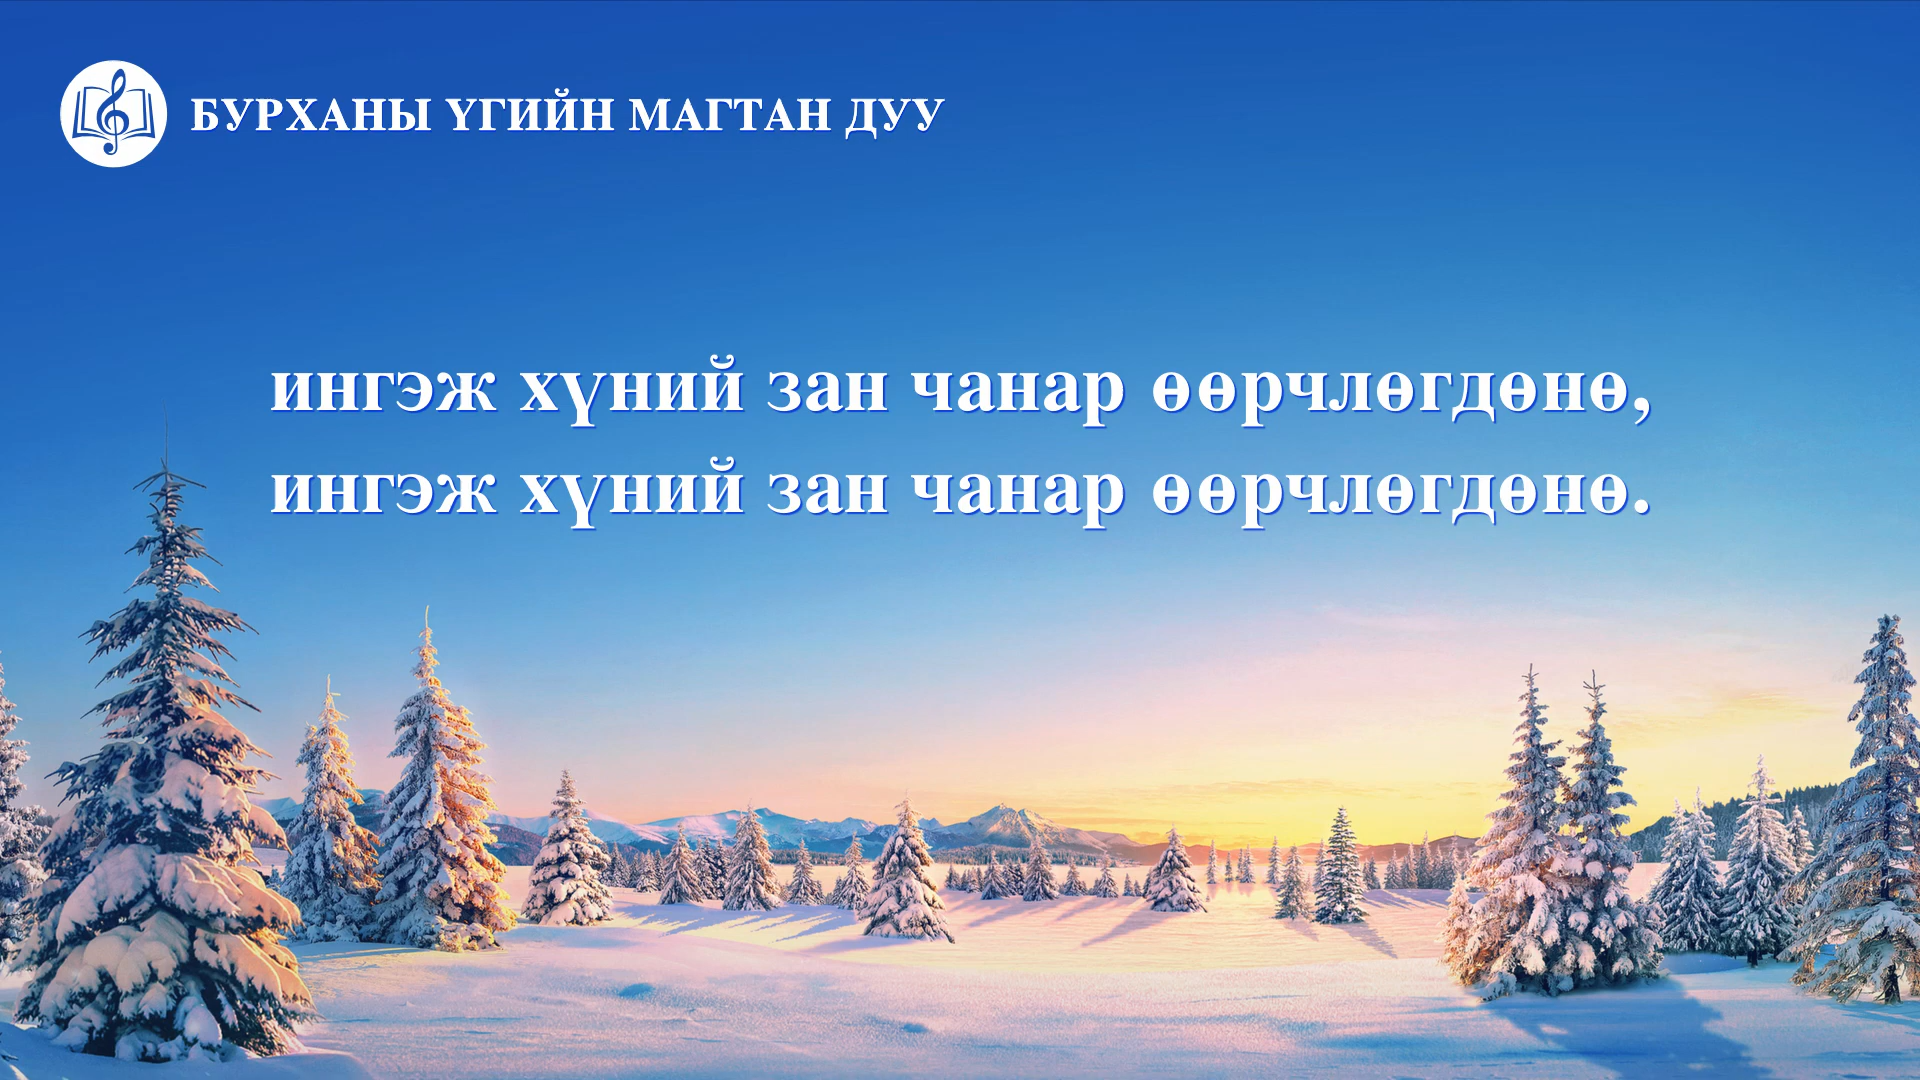 БУРХАНЫ ҮГИЙН МАГТАН ДУУ
ингэж хүний зан чанар өөрчлөгдөнө,
ингэж хүний зан чанар өөрчлөгдөнө.